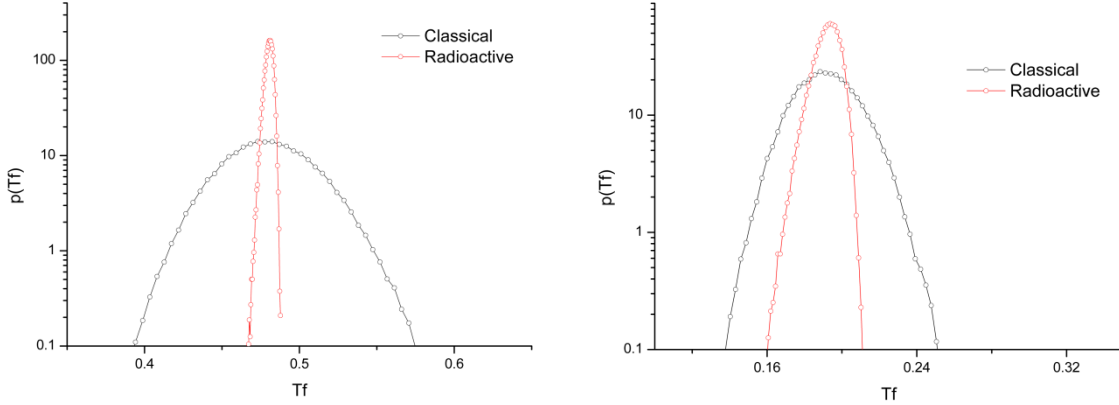 100
10
1
0.1
p(Tf)
0.4
0.5
0.6
Tf
Classical
Radioactive
10
1
0.1
p(Tf)
0.16
0.24
0.32
Tf
Classical
Radioactive